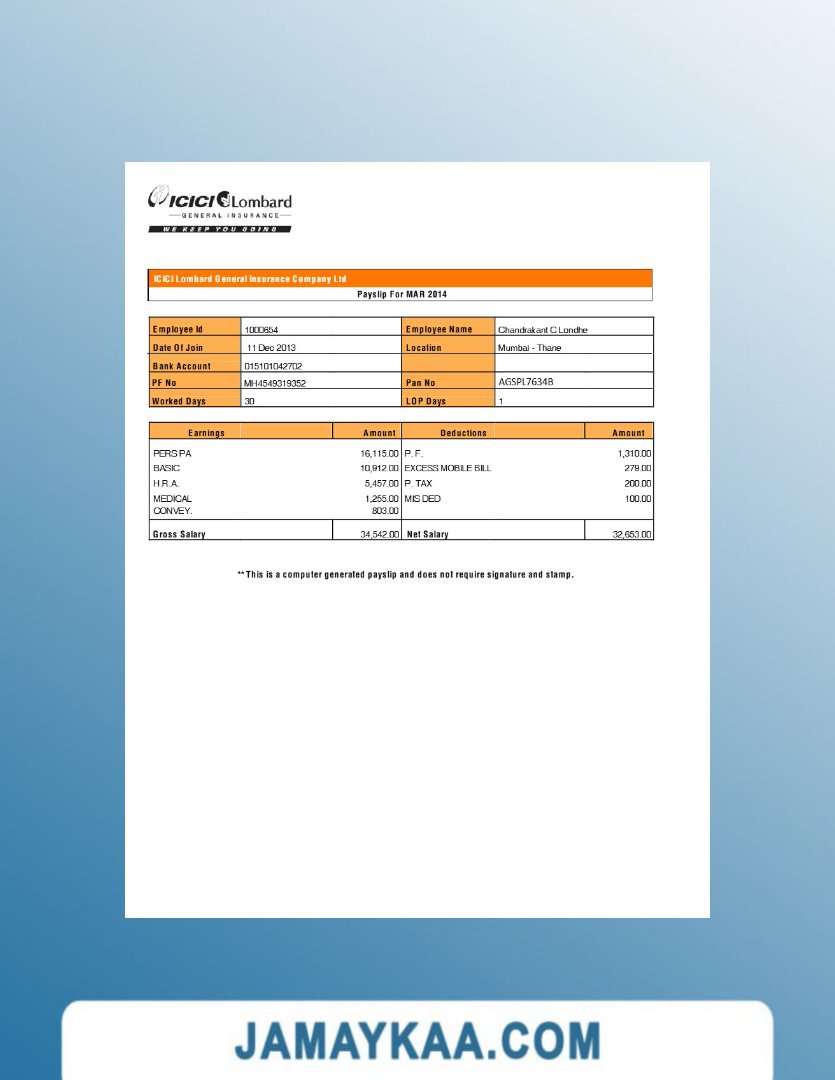 ICICI Lombard
GENERAL INSURANCE
WE KEEP YOU GOING
ICICI Lombard General Insurance Company Ltd
Payslip For MAR 2014
Employee Id 1000654 Employee Name Chandrakant C Londhe
Date Of Join 11 Dec 2013 Location Mumbai - Thane
Bank Account 015101042702
PF No MH4549319352 Pan No AGSPL7634B
Worked Days 30 LOP Days 1
Earnings Amount Deductions Amount
PERS PA 16,115.00 P. F. 1,310.00
BASIC 10,912.00 EXCESS MOBILE BILL 279.00
H.R.A. 5,457.00 P. TAX 200.00
MEDICAL 1,255.00 MIS DED 100.00
CONVEY. 803.00
Gross Salary 34,542.00 Net Salary 32,653.00
** This is a computer generated payslip and does not require signature and stamp.
JAMAYKAA.COM